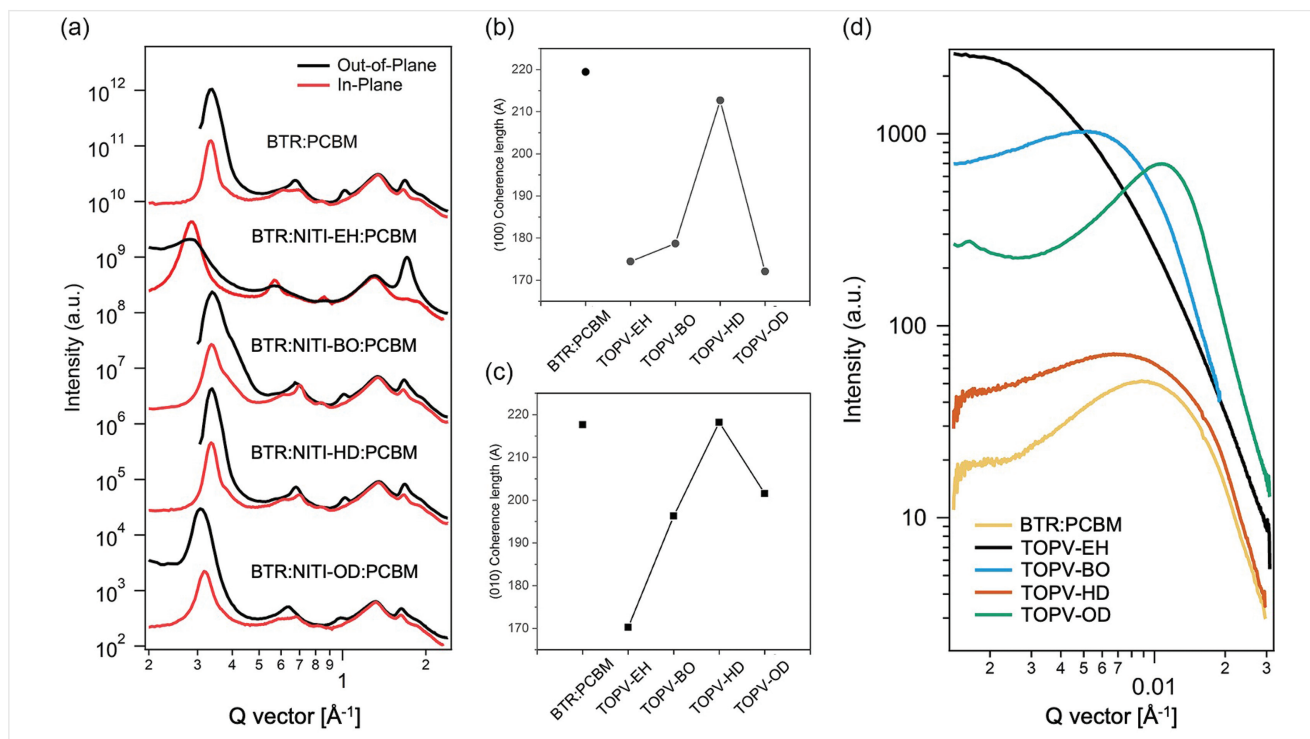 (a)
Out-of-Plane
In-Plane
BTR:PCBM
BTR:NITI-EH:PCBM
BTR:NITI-BO:PCBM
BTR:NITI-HD:PCBM
BTR:NITI-OD:PCBM
10^12
10^11
10^10
10^9
10^8
10^7
10^6
10^5
10^4
10^3
10^2
Intensity (a.u.)
2 3 4 5 6 7 8 9 1 2
Q vector [Å^-1]
(b)
220
210
200
190
180
170
(100) Coherence length (A)
BTR:PCBM
TOPV-EH
TOPV-BO
TOPV-HD
TOPV-OD
(c)
220
210
200
190
180
170
(010) Coherence length (A)
BTR:PCBM
TOPV-EH
TOPV-BO
TOPV-HD
TOPV-OD
(d)
1000
100
10
Intensity (a.u.)
BTR:PCBM
TOPV-EH
TOPV-BO
TOPV-HD
TOPV-OD
2 3 4 5 6 7 0.01 2 3
Q vector [Å^-1]